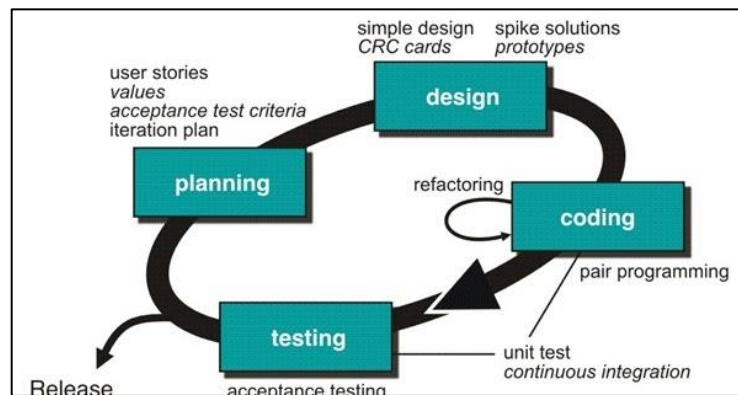 simple design
CRC cards
spike solutions
prototypes
design
user stories
values
acceptance test criteria
iteration plan
planning
refactoring
coding
pair programming
testing
unit test
continuous integration
acceptance testing
Release